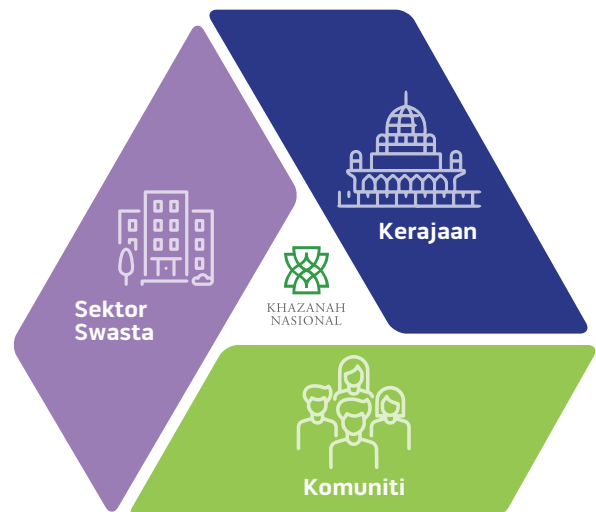 Kerajaan
Sektor
Swasta
KHAZANAH
NASIONAL
Komuniti